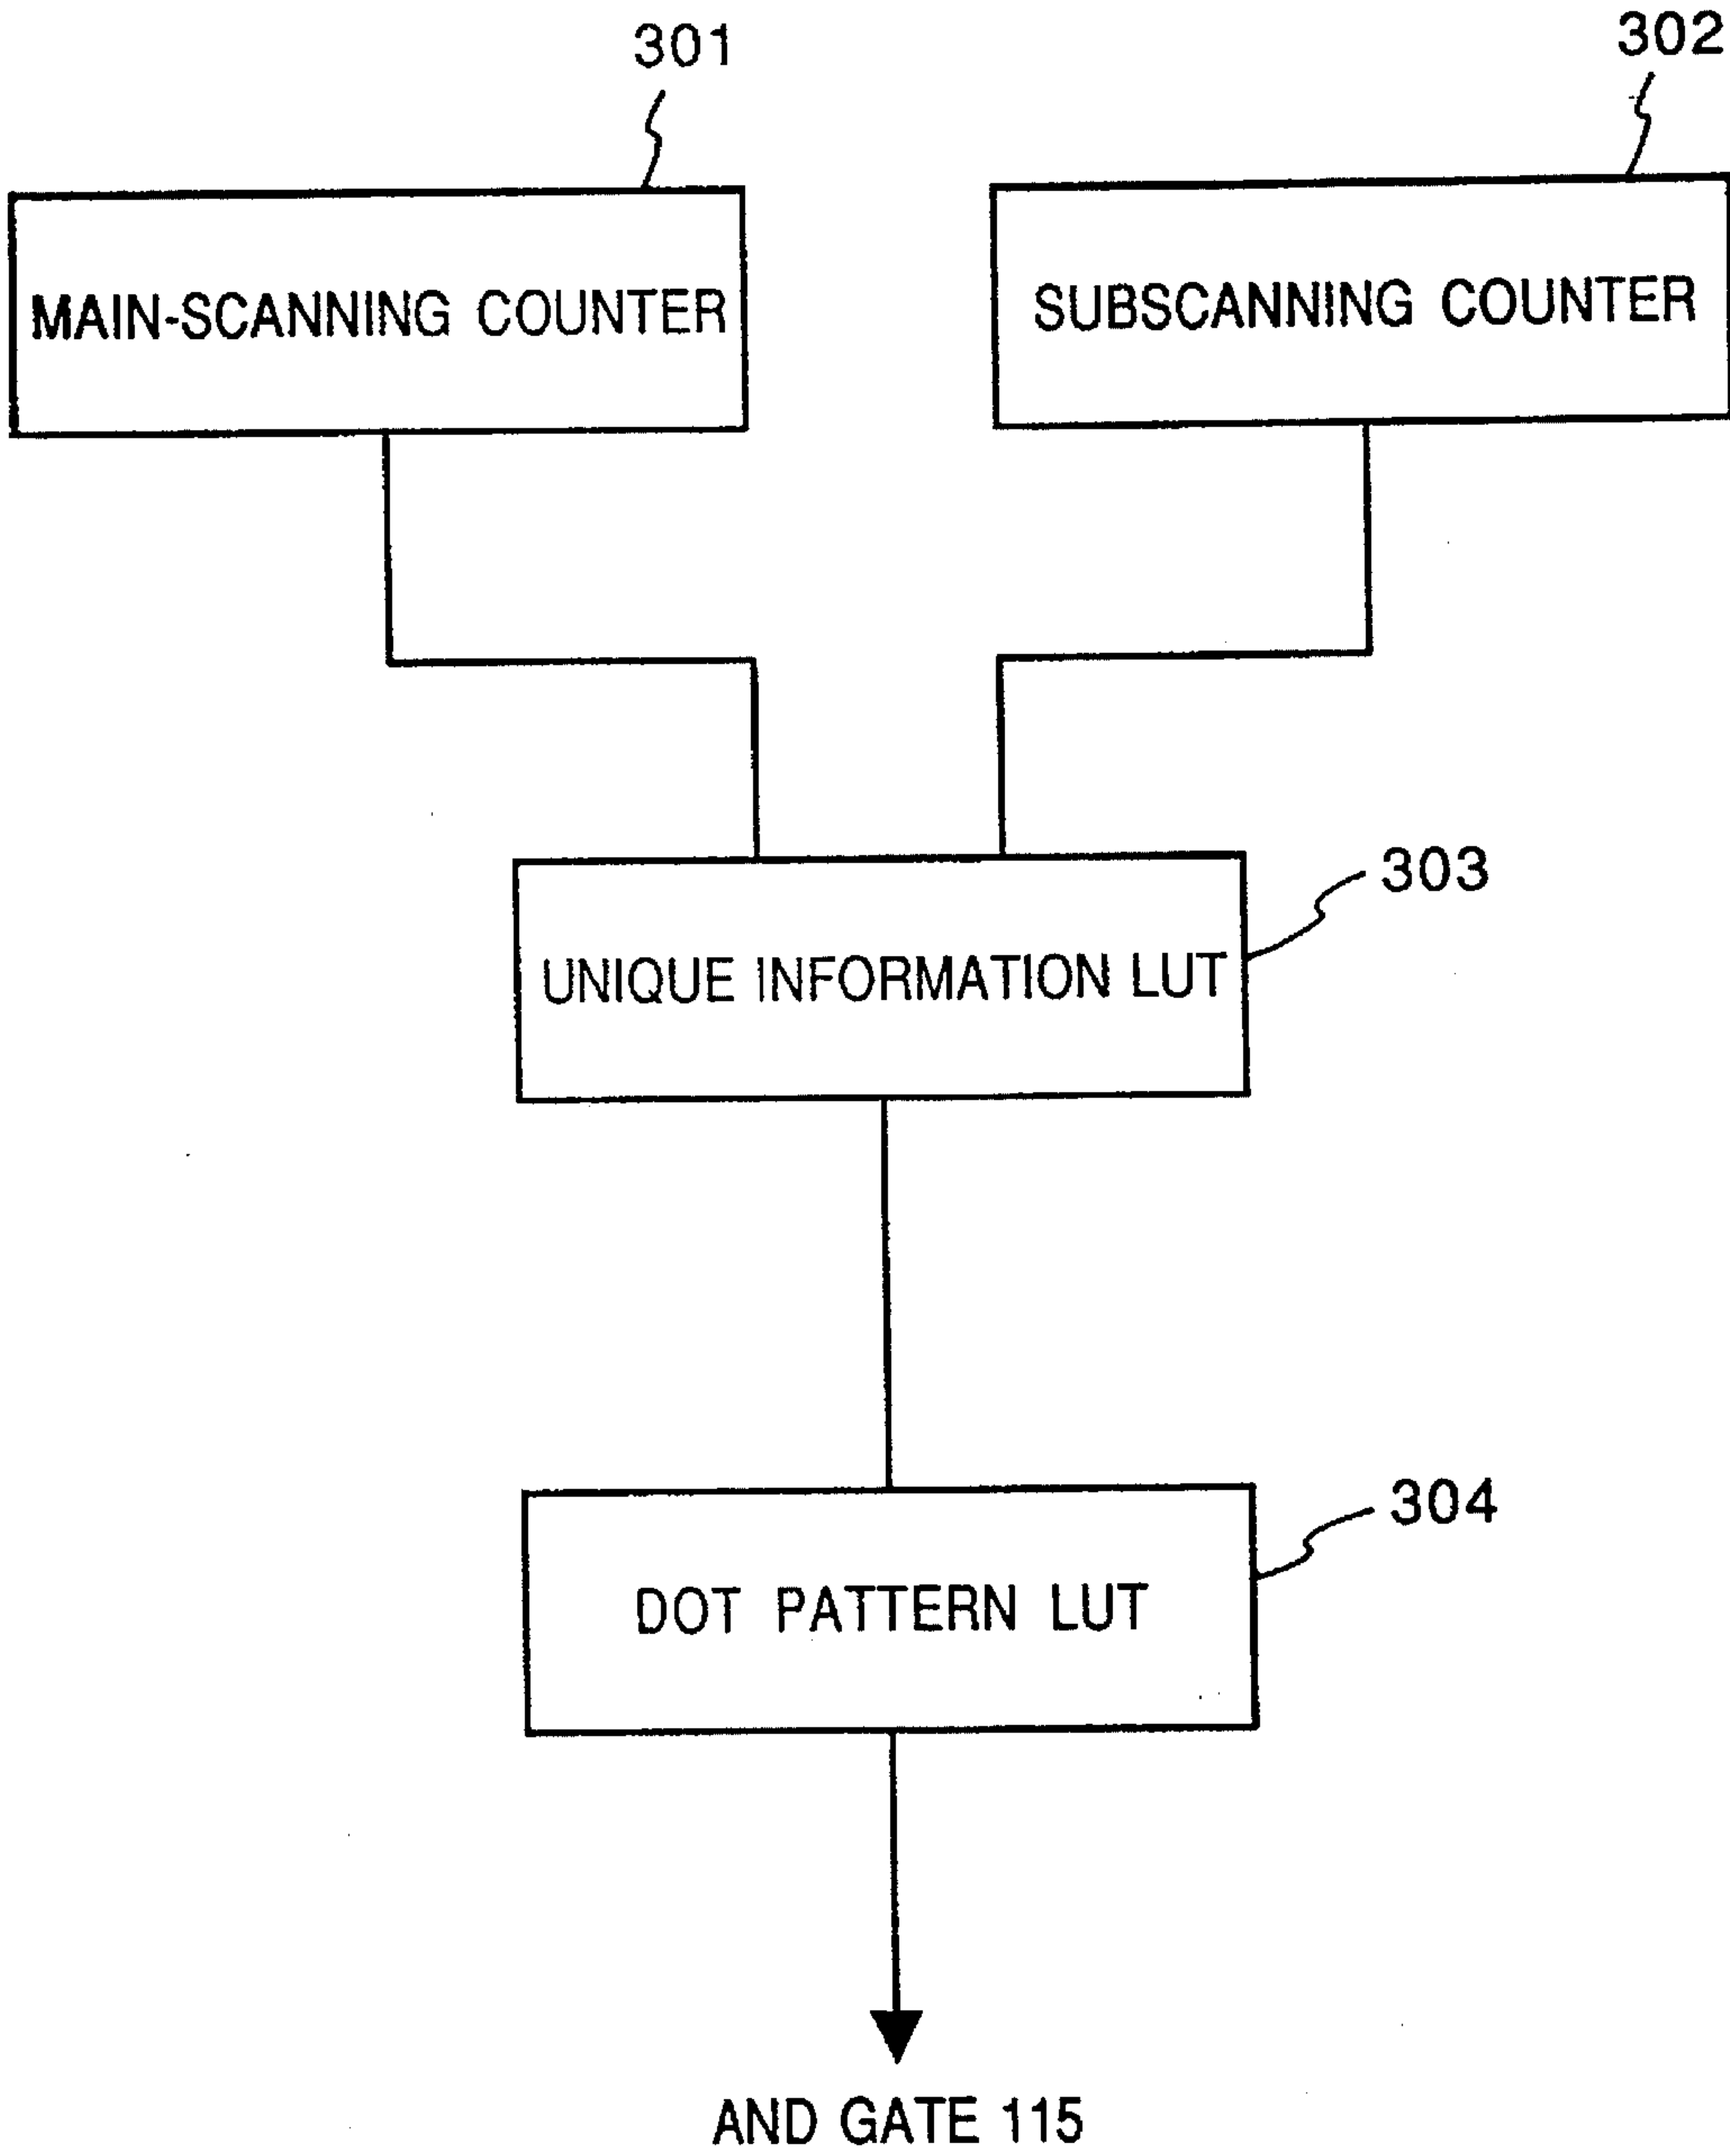 301
302
MAIN-SCANNING COUNTER
SUBSCANNING COUNTER
303
UNIQUE INFORMATION LUT
304
DOT PATTERN LUT
AND GATE 115